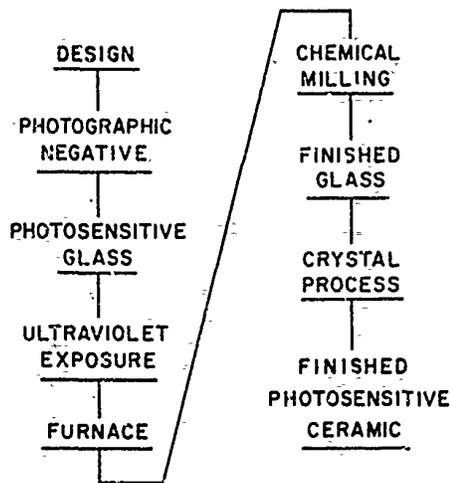 DESIGN
PHOTOGRAPHIC
NEGATIVE
PHOTOSENSITIVE
GLASS
ULTRAVIOLET
EXPOSURE
FURNACE
CHEMICAL
MILLING
FINISHED
GLASS
CRYSTAL
PROCESS
FINISHED
PHOTOSENSITIVE
CERAMIC